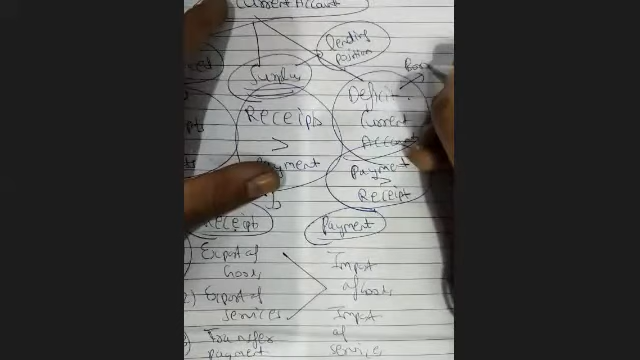 Current Account
lending
position
Surplus
Deficit
Current
Account
Receipts
>
Payment
Payment
>
Receipt
Receipt
Payment
Export of
Goods
Import
of Goods
Export of
services
Import
of
services
Transfer
payment